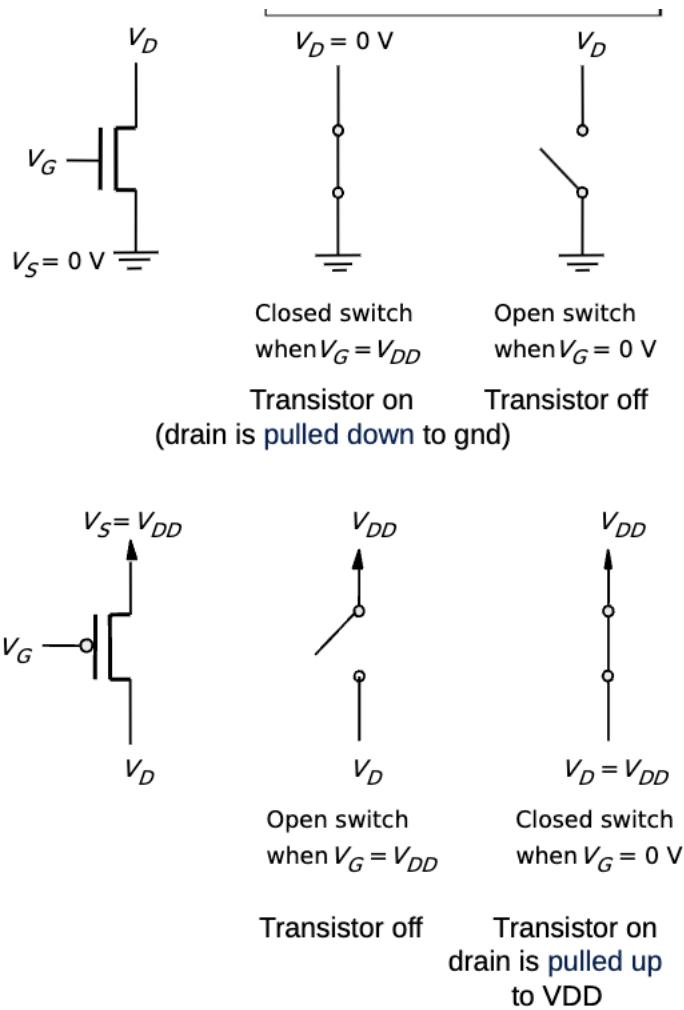 V_D
V_D = 0 V
V_D
V_G
V_S = 0 V
Closed switch
when V_G = V_DD
Open switch
when V_G = 0 V
Transistor on
Transistor off
(drain is pulled down to gnd)
V_S = V_DD
V_DD
V_DD
V_G
V_D
V_D
V_D = V_DD
Open switch
when V_G = V_DD
Closed switch
when V_G = 0 V
Transistor off
Transistor on
drain is pulled up
to VDD